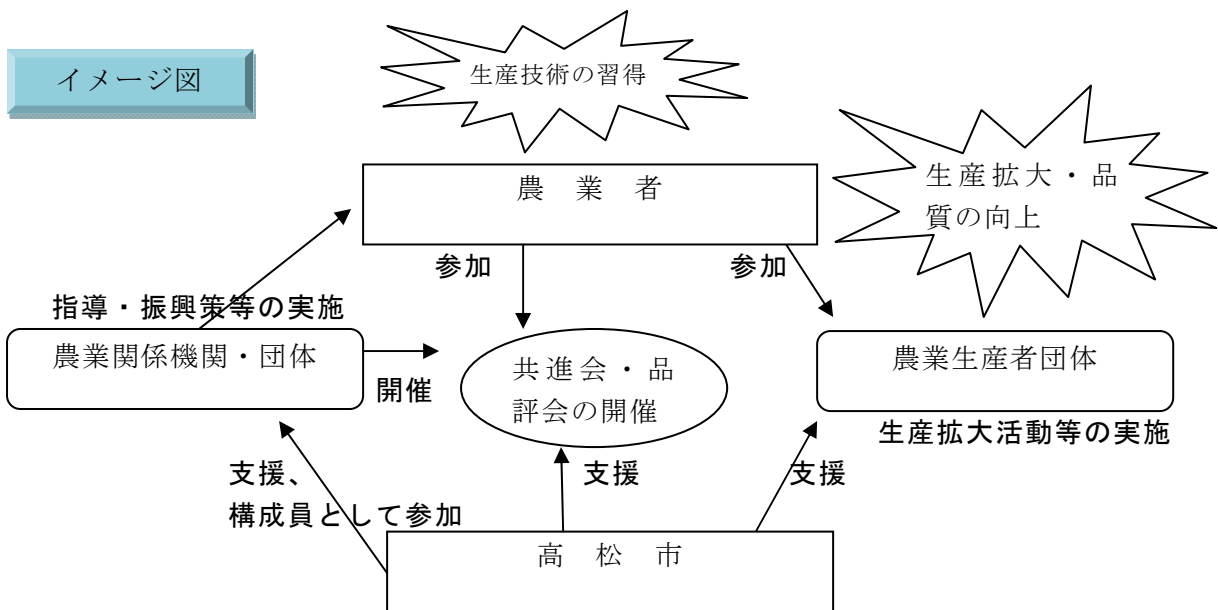 イメージ図
生産技術の習得
生産拡大・品
質の向上
農業者
参加
参加
指導・振興策等の実施
農業関係機関・団体
開催
共進会・品
評会の開催
農業生産者団体
生産拡大活動等の実施
支援、
構成員として参加
支援
支援
高松市